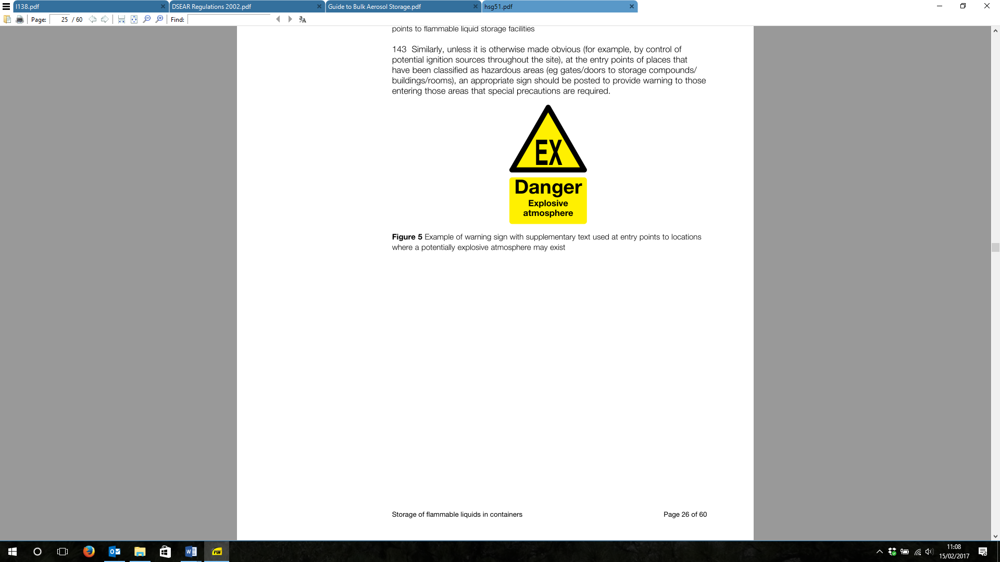 l138.pdf
DSEAR Regulations 2002.pdf
Guide to Bulk Aerosol Storage.pdf
hsg51.pdf
Page: 25 / 60
Find:
points to flammable liquid storage facilities
143 Similarly, unless it is otherwise made obvious (for example, by control of
potential ignition sources throughout the site), at the entry points of places that
have been classified as hazardous areas (eg gates/doors to storage compounds/
buildings/rooms), an appropriate sign should be posted to provide warning to those
entering those areas that special precautions are required.
EX
Danger
Explosive
atmosphere
Figure 5 Example of warning sign with supplementary text used at entry points to locations
where a potentially explosive atmosphere may exist
Storage of flammable liquids in containers
Page 26 of 60
PDF
11:08
15/02/2017